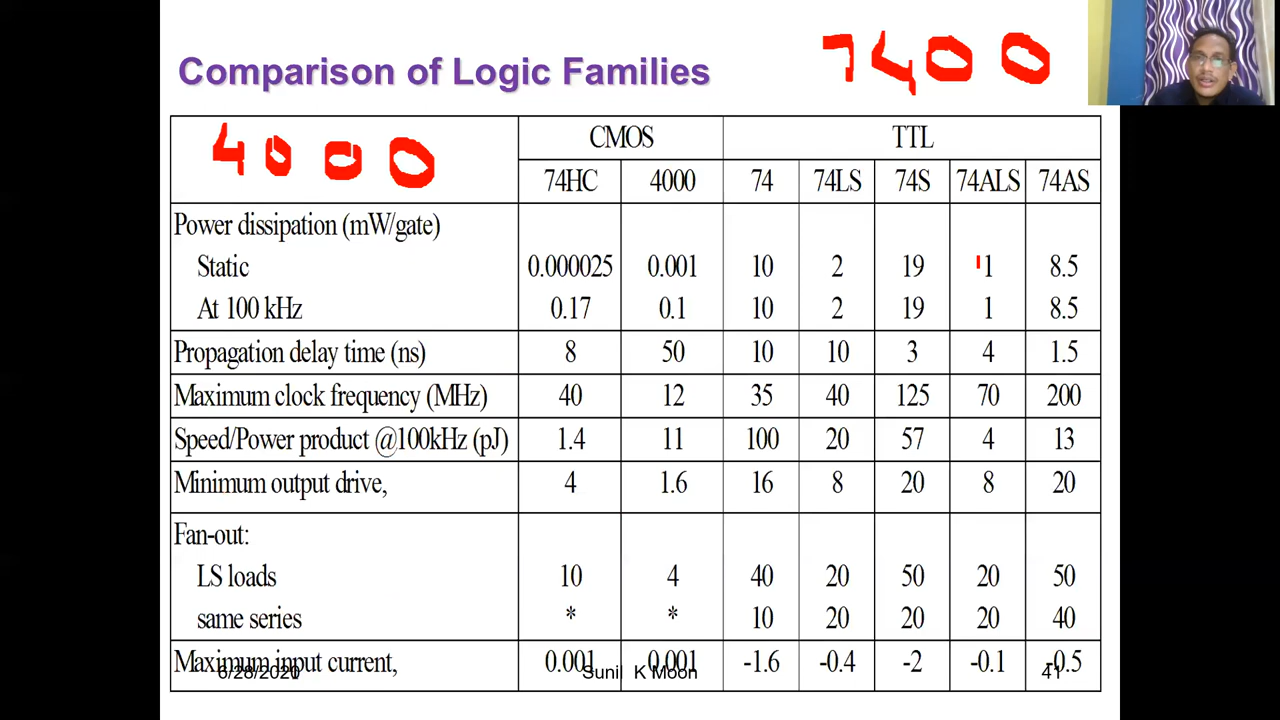 Comparison of Logic Families
7400
4000
CMOS TTL
74HC 4000 74 74LS 74S 74ALS 74AS
Power dissipation (mW/gate)
Static 0.000025 0.001 10 2 19 1 8.5
At 100 kHz 0.17 0.1 10 2 19 1 8.5
Propagation delay time (ns) 8 50 10 10 3 4 1.5
Maximum clock frequency (MHz) 40 12 35 40 125 70 200
Speed/Power product @100kHz (pJ) 1.4 11 100 20 57 4 13
Minimum output drive, 4 1.6 16 8 20 8 20
Fan-out:
LS loads 10 4 40 20 50 20 50
same series * * 10 20 20 20 40
Maximum input current, 0.001 0.001 -1.6 -0.4 -2 -0.1 -0.5
6/28/2020 Sunil K Moon 41